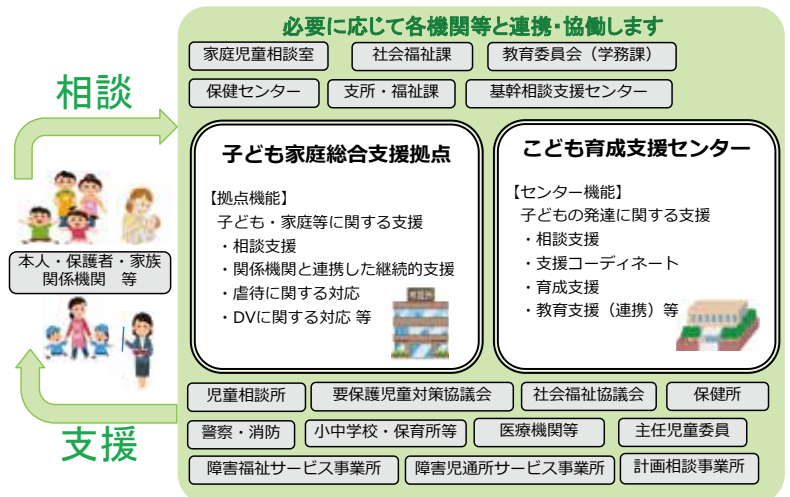 必要に応じて各機関等と連携・協働します
家庭児童相談室
社会福祉課
教育委員会（学務課）
保健センター
支所・福祉課
基幹相談支援センター
相談
子ども家庭総合支援拠点
【拠点機能】
子ども・家庭等に関する支援
・相談支援
・関係機関と連携した継続的支援
・虐待に関する対応
・DVに関する対応 等
こども育成支援センター
【センター機能】
子どもの発達に関する支援
・相談支援
・支援コーディネート
・育成支援
・教育支援（連携）等
本人・保護者・家族
関係機関　等
児童相談所
要保護児童対策協議会
社会福祉協議会
保健所
警察・消防
小中学校・保育所等
医療機関等
主任児童委員
障害福祉サービス事業所
障害児通所サービス事業所
計画相談事業所
支援